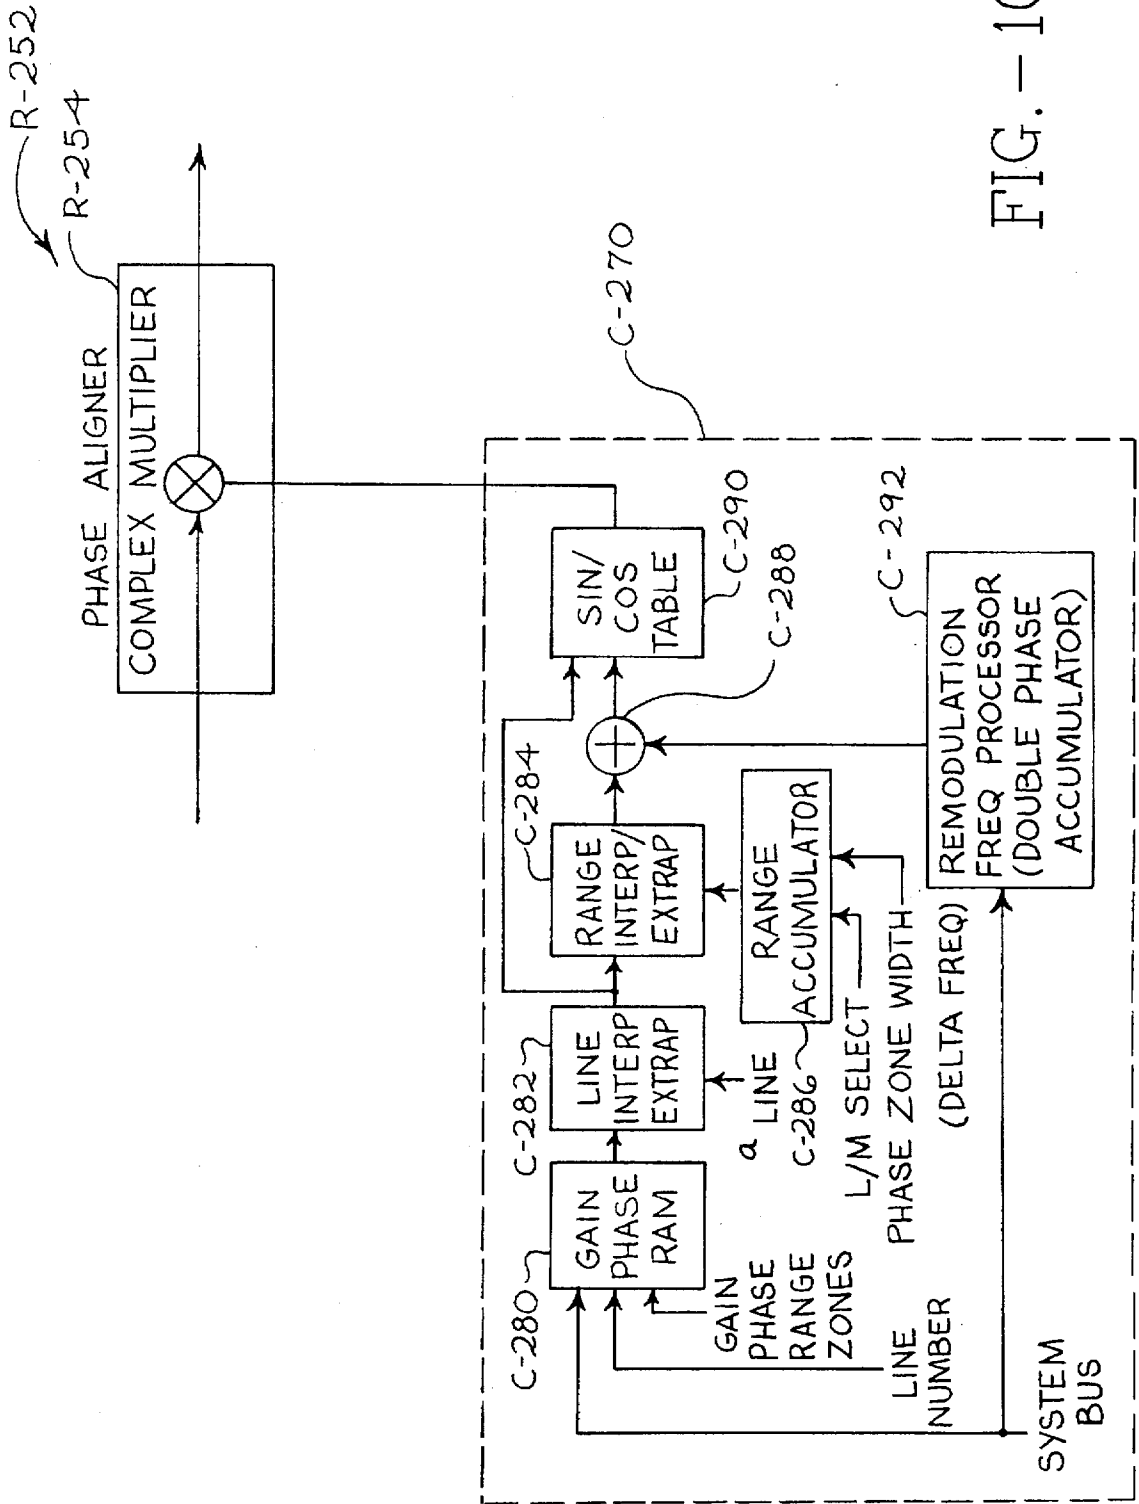 R-252
R-254
PHASE ALIGNER
COMPLEX MULTIPLIER
C-270
C-280
GAIN
PHASE
RAM
C-282
LINE
INTERP
EXTRAP
C-284
RANGE
INTERP/
EXTRAP
C-288
SIN/
COS
TABLE
C-290
a LINE
C-286
RANGE
ACCUMULATOR
L/M SELECT
PHASE ZONE WIDTH
(DELTA FREQ)
GAIN
PHASE
RANGE
ZONES
LINE
NUMBER
SYSTEM
BUS
C-292
REMODULATION
FREQ PROCESSOR
(DOUBLE PHASE
ACCUMULATOR)
FIG. - 10